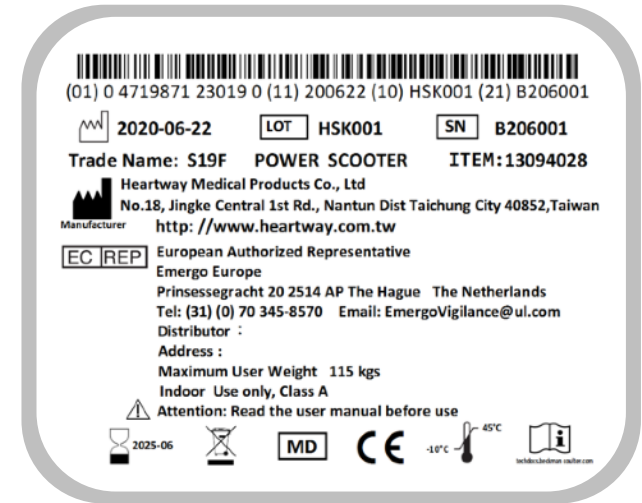 (01) 0 4719871 23019 0 (11) 200622 (10) HSK001 (21) B206001
2020-06-22 LOT HSK001 SN B206001
Trade Name: S19F POWER SCOOTER ITEM:13094028
Heartway Medical Products Co., Ltd
No.18, Jingke Central 1st Rd., Nantun Dist Taichung City 40852,Taiwan
Manufacturer http: //www.heartway.com.tw
EC REP European Authorized Representative
Emergo Europe
Prinsessegracht 20 2514 AP The Hague The Netherlands
Tel: (31) (0) 70 345-8570 Email: EmergoVigilance@ul.com
Distributor :
Address :
Maximum User Weight 115 kgs
Indoor Use only, Class A
Attention: Read the user manual before use
2025-06 MD CE -10°C 45°C
techdocs.beckman-coulter.com